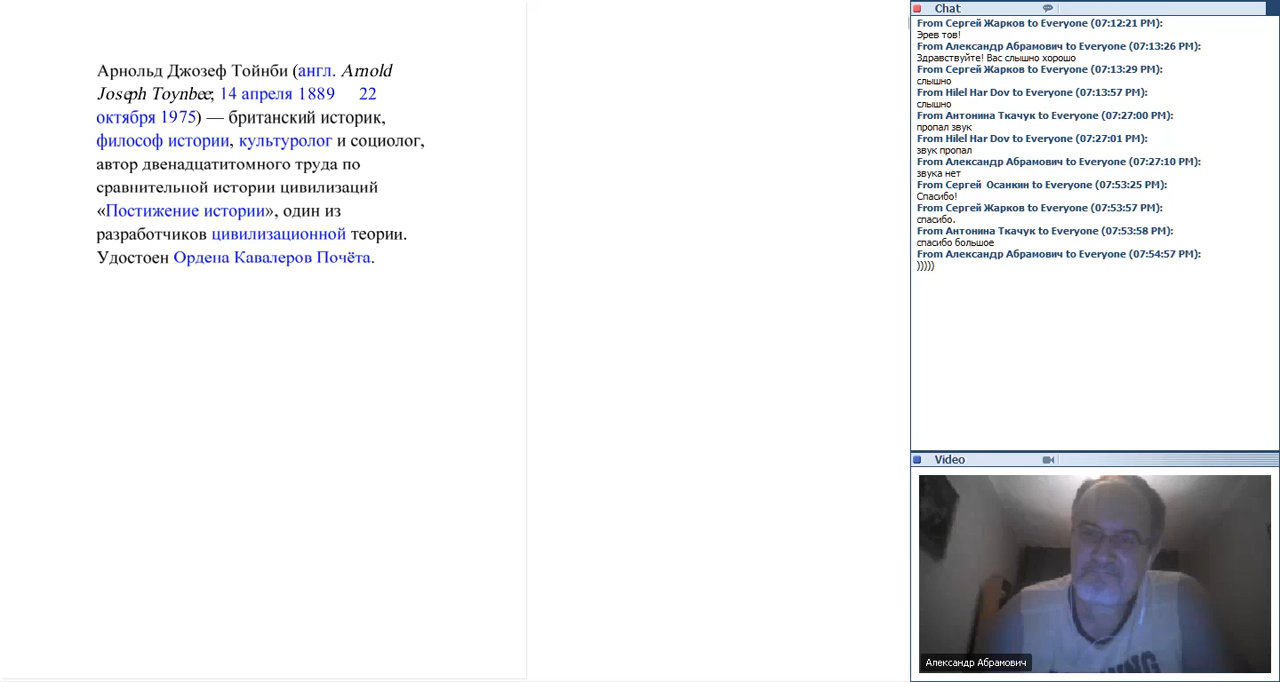 Арнольд Джозеф Тойнби (англ. Arnold
Joseph Toynbee; 14 апреля 1889 22
октября 1975) — британский историк,
философ истории, культуролог и социолог,
автор двенадцатитомного труда по
сравнительной истории цивилизаций
«Постижение истории», один из
разработчиков цивилизационной теории.
Удостоен Ордена Кавалеров Почёта.
Chat
From Сергей Жарков to Everyone (07:12:21 PM):
Эрев тов!
From Александр Абрамович to Everyone (07:13:26 PM):
Здравствуйте! Вас слышно хорошо
From Сергей Жарков to Everyone (07:13:29 PM):
слышно
From Hilel Har Dov to Everyone (07:13:57 PM):
слышно
From Антонина Ткачук to Everyone (07:27:00 PM):
пропал звук
From Hilel Har Dov to Everyone (07:27:01 PM):
звук пропал
From Александр Абрамович to Everyone (07:27:10 PM):
звука нет
From Сергей Осанкин to Everyone (07:53:25 PM):
Спасибо!
From Сергей Жарков to Everyone (07:53:57 PM):
спасибо.
From Антонина Ткачук to Everyone (07:53:58 PM):
спасибо большое
From Александр Абрамович to Everyone (07:54:57 PM):
)))))
Video
Александр Абрамович